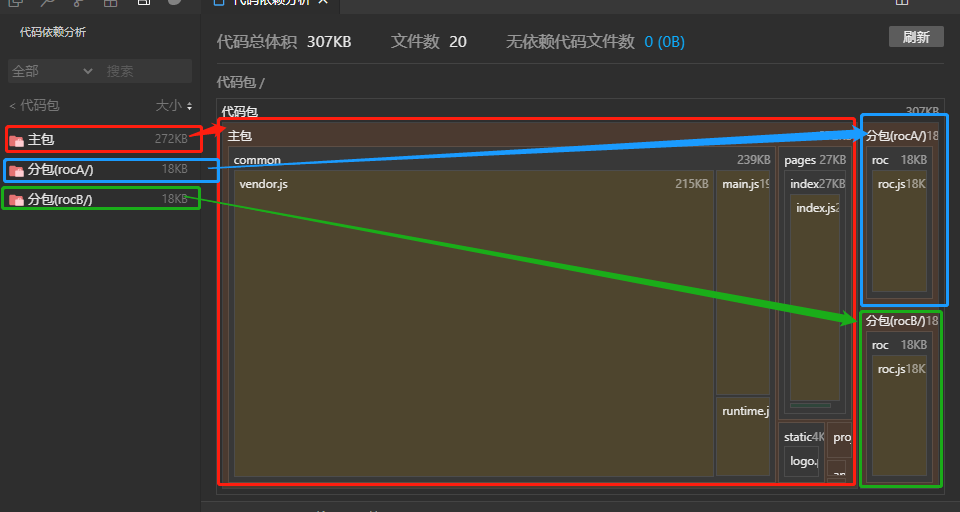 代码依赖分析
代码依赖分析
全部 搜索
< 代码包 大小
主包 272KB
分包(rocA/) 18KB
分包(rocB/) 18KB
代码总体积 307KB 文件数 20 无依赖代码文件数 0 (0B) 刷新
代码包 /
代码包 307KB
主包
common 239KB
vendor.js 215KB
main.js
runtime.j
pages 27KB
index 27KB
index.js
static 4K
logo.
pro
分包(rocA/) 18
roc 18KB
roc.js 18K
分包(rocB/) 18
roc 18KB
roc.js 18K